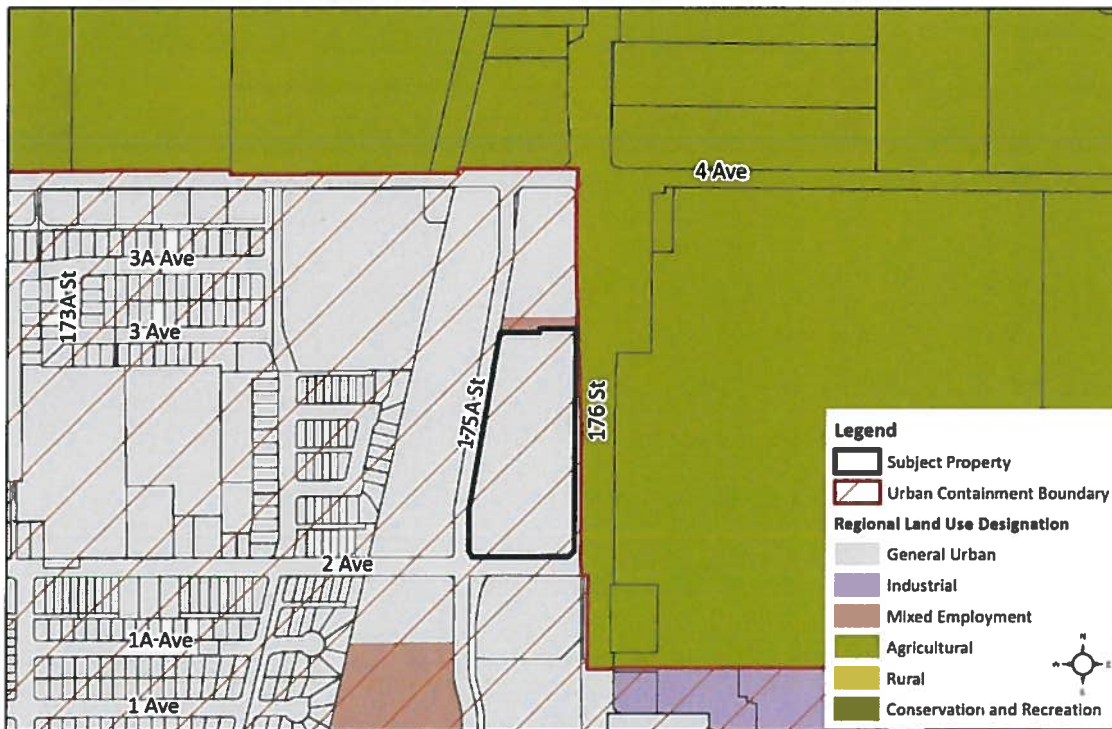 4 Ave
3A Ave
173A St
3 Ave
175A St
176 St
2 Ave
1A Ave
1 Ave
Legend
Subject Property
Urban Containment Boundary
Regional Land Use Designation
General Urban
Industrial
Mixed Employment
Agricultural
Rural
Conservation and Recreation
N
W
E
S